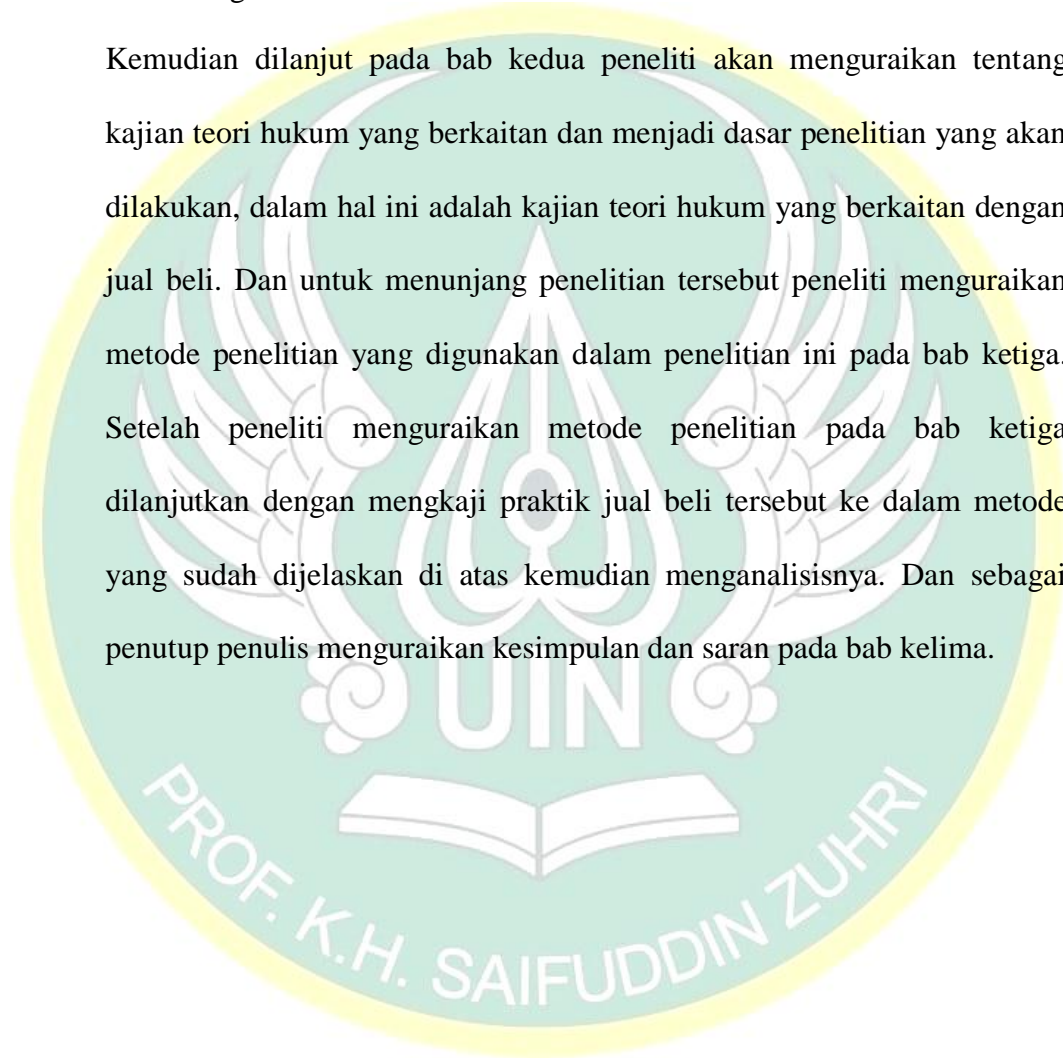 Kemudian dilanjut pada bab kedua peneliti akan menguraikan tentang
kajian teori hukum yang berkaitan dan menjadi dasar penelitian yang akan
dilakukan, dalam hal ini adalah kajian teori hukum yang berkaitan dengan
jual beli. Dan untuk menunjang penelitian tersebut peneliti menguraikan
metode penelitian yang digunakan dalam penelitian ini pada bab ketiga.
Setelah peneliti menguraikan metode penelitian pada bab ketiga
dilanjutkan dengan mengkaji praktik jual beli tersebut ke dalam metode
yang sudah dijelaskan di atas kemudian menganalisisnya. Dan sebagai
penutup penulis menguraikan kesimpulan dan saran pada bab kelima.
UIN
PROF. K.H. SAIFUDDIN ZUHRI